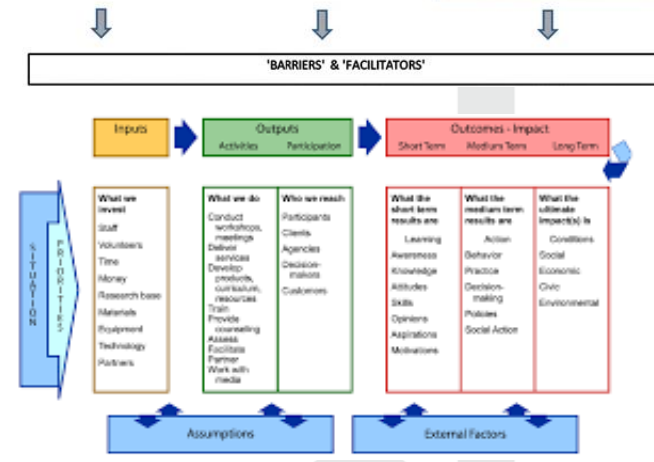 'BARRIERS' & 'FACILITATORS'
Inputs
Outputs
Activities Participation
Outcomes - Impact
Short Term Medium Term Long Term
SITUATION
PRIORITIES
What we
invest
Staff
Volunteers
Time
Money
Research base
Materials
Equipment
Technology
Partners
What we do
Conduct
workshops,
meetings
Deliver
services
Develop
products,
curriculum,
resources
Train
Provide
counseling
Assess
Facilitate
Partner
Work with
media
Who we reach
Participants
Clients
Agencies
Decision-
makers
Customers
What the
short term
results are
Learning
Awareness
Knowledge
Attitudes
Skills
Opinions
Aspirations
Motivations
What the
medium term
results are
Action
Behavior
Practice
Decision-
making
Policies
Social Action
What the
ultimate
impact(s) is
Conditions
Social
Economic
Civic
Environmental
Assumptions
External Factors